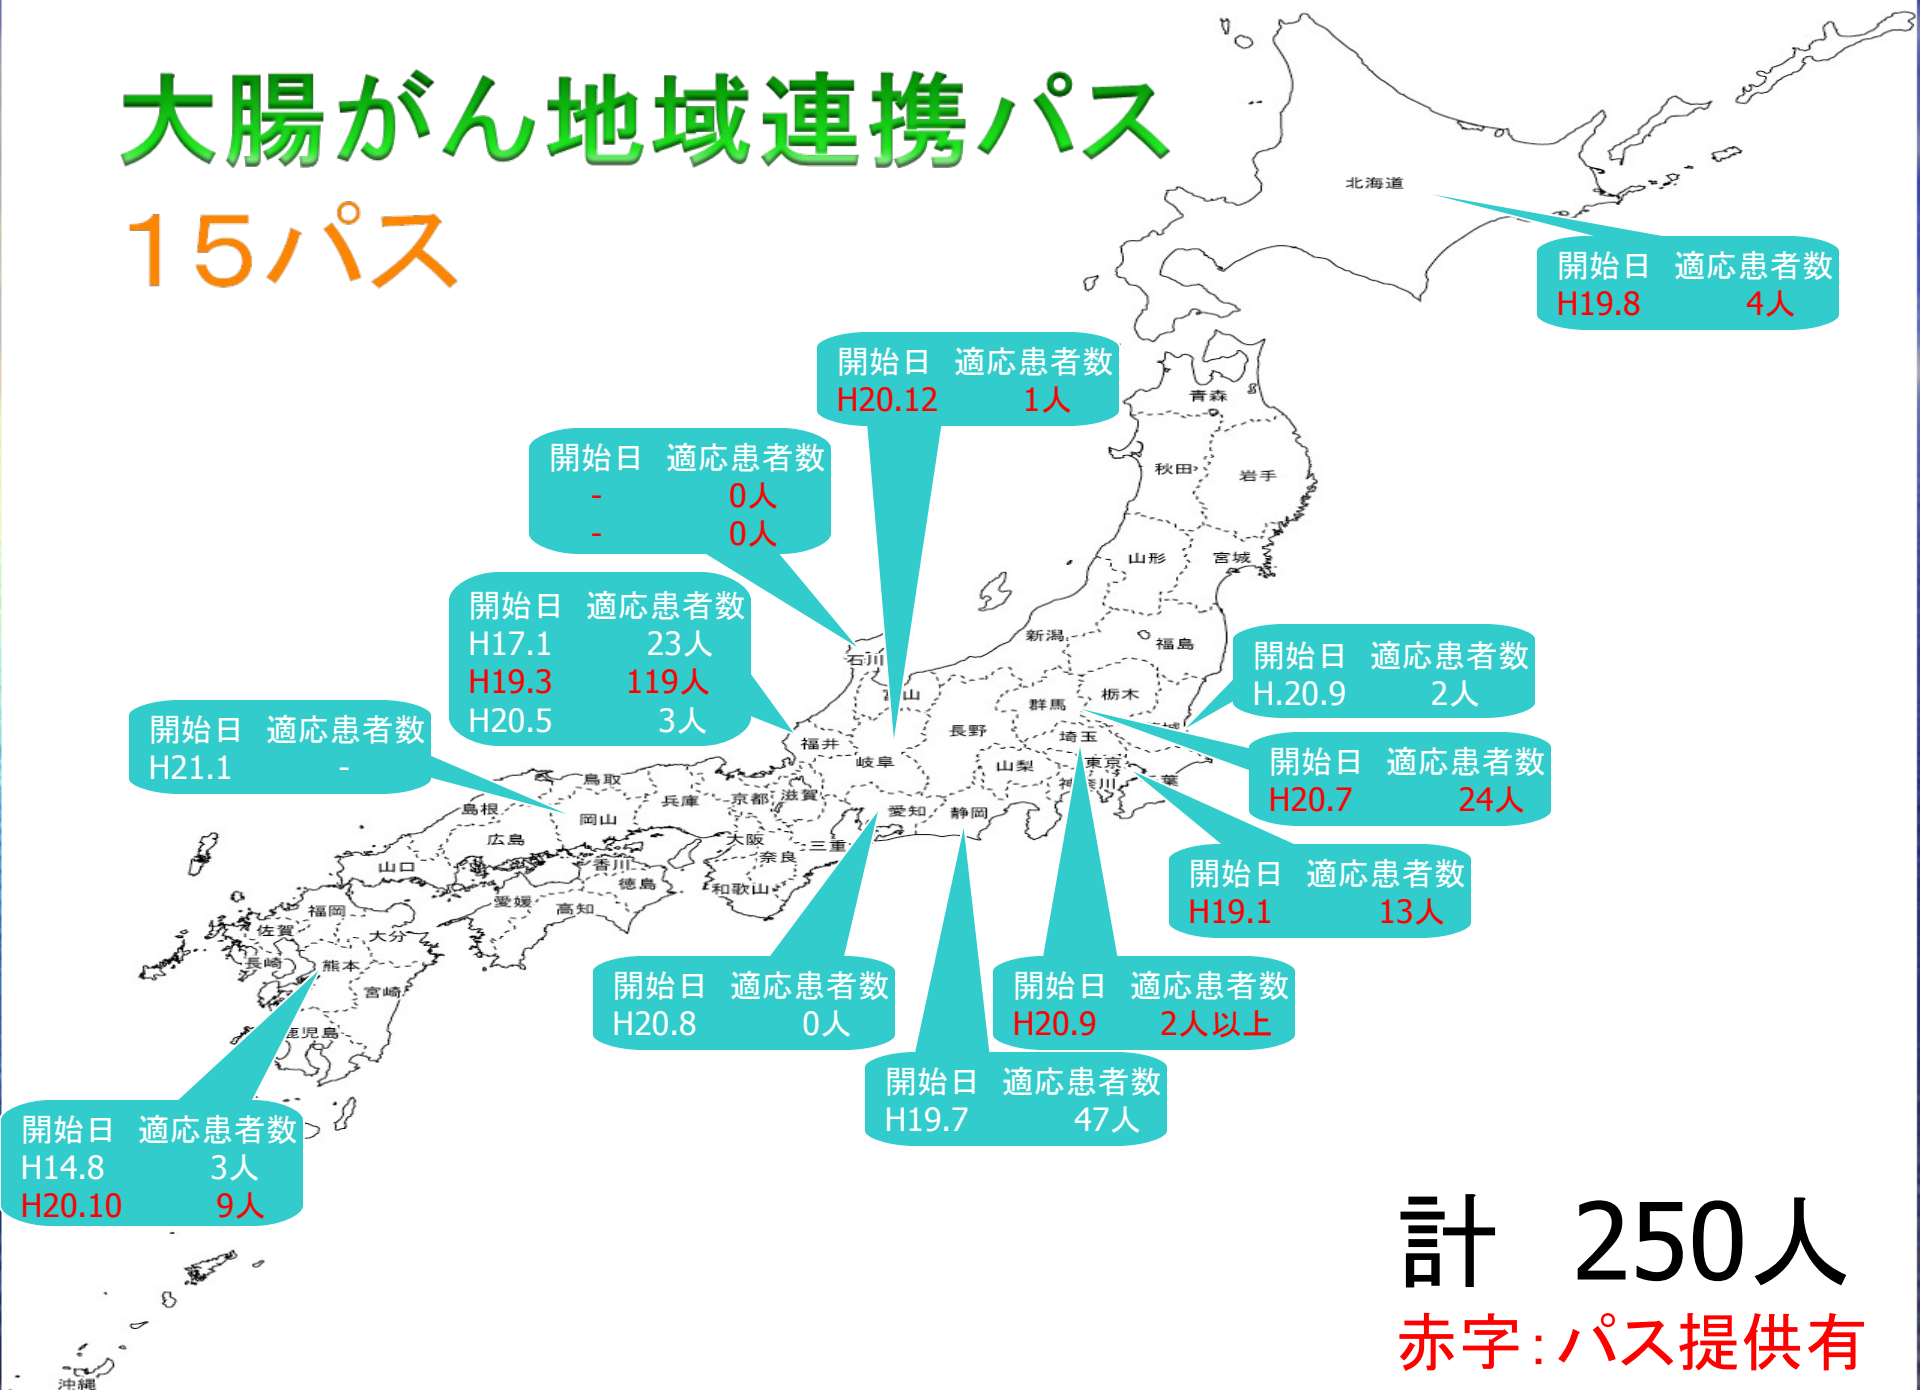 大腸がん地域連携パス
15パス
北海道
開始日 適応患者数
H19.8 4人
開始日 適応患者数
H20.12 1人
青森
開始日 適応患者数
- 0人
- 0人
秋田
岩手
山形
宮城
開始日 適応患者数
H17.1 23人
H19.3 119人
H20.5 3人
新潟
福島
石川
開始日 適応患者数
H.20.9 2人
山
群馬
栃木
開始日 適応患者数
H21.1 -
福井
長野
埼玉
城
岐阜
山梨
東京
神奈川
葉
開始日 適応患者数
H20.7 24人
鳥取
島根
岡山
兵庫
京都
滋賀
愛知
静岡
広島
大阪
奈良
三重
山口
香川
徳島
和歌山
愛媛
高知
開始日 適応患者数
H19.1 13人
福岡
佐賀
大分
長崎
熊本
宮崎
鹿児島
開始日 適応患者数
H20.8 0人
開始日 適応患者数
H20.9 2人以上
開始日 適応患者数
H19.7 47人
開始日 適応患者数
H14.8 3人
H20.10 9人
沖縄
計 250人
赤字：パス提供有